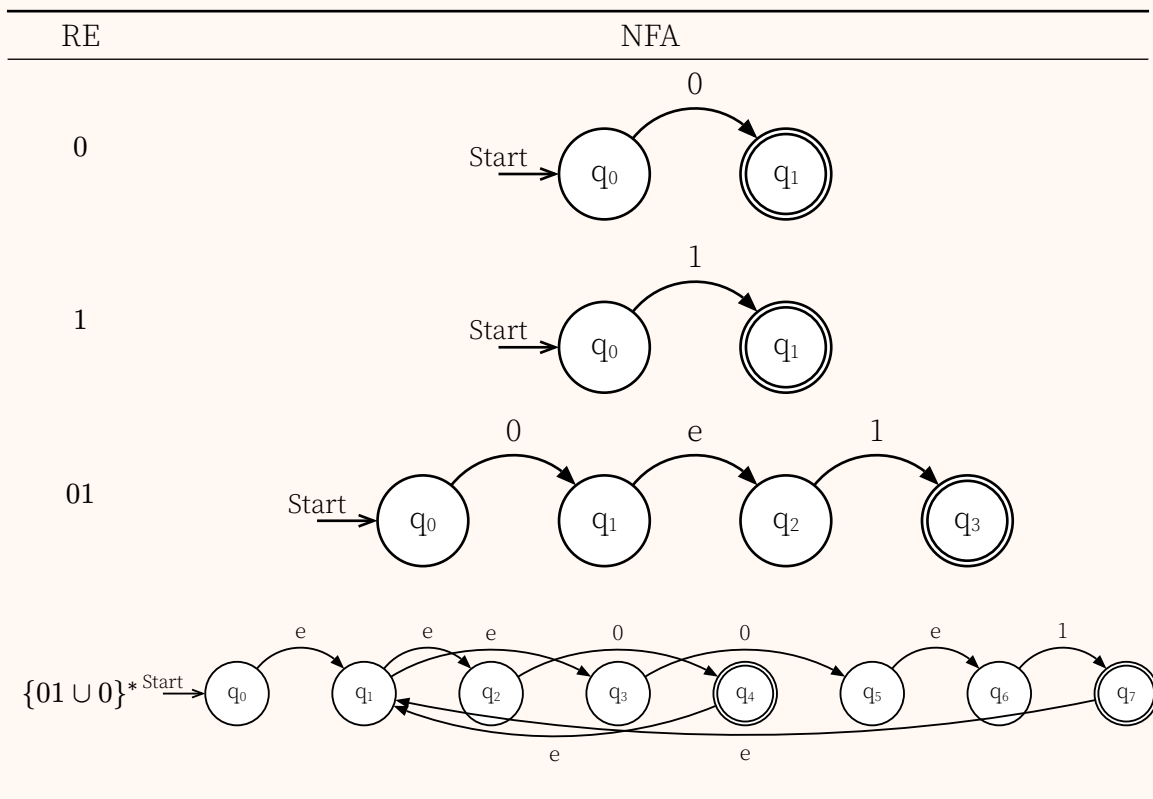 RE NFA
0
0 Start q₀ q₁
1
1 Start q₀ q₁
0 e 1
01 Start q₀ q₁ q₂ q₃
e e e 0 0 e 1
{01 ∪ 0}* Start q₀ q₁ q₂ q₃ q₄ q₅ q₆ q₇
e e